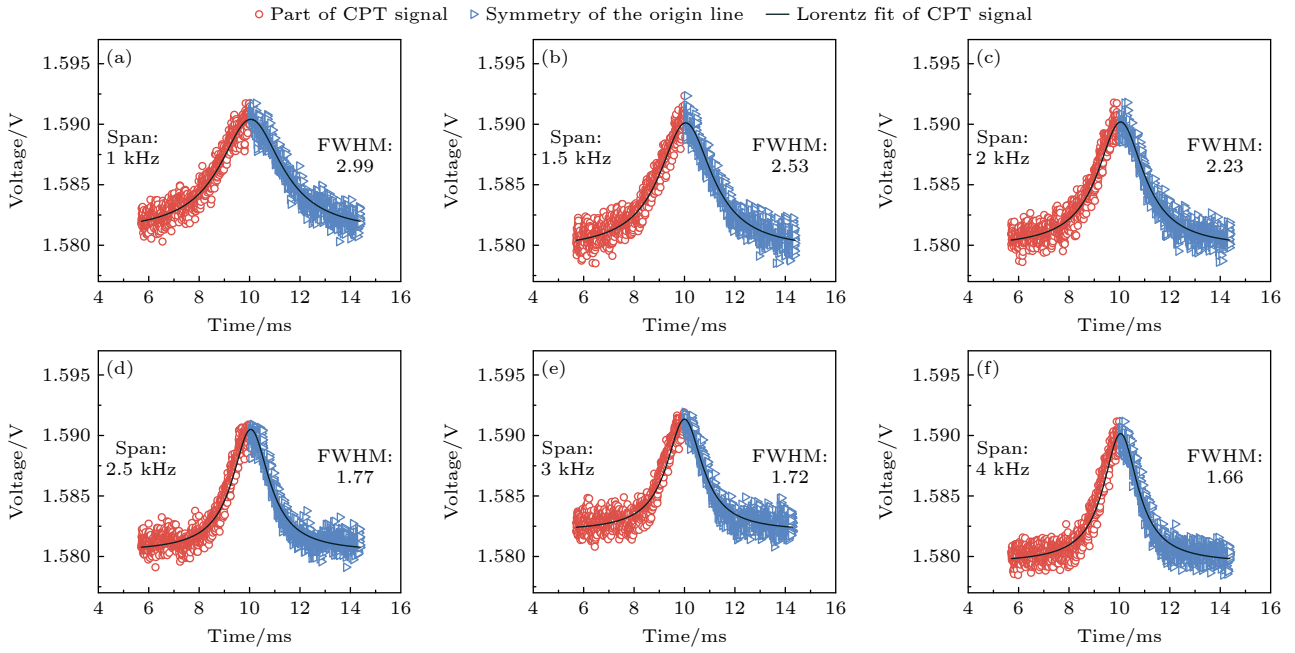 Part of CPT signal Symmetry of the origin line Lorentz fit of CPT signal
(a)
1.595
1.590
1.585
1.580
Voltage/V
Span:
1 kHz
FWHM:
2.99
4 6 8 10 12 14 16
Time/ms
(b)
1.595
1.590
1.585
1.580
Voltage/V
Span:
1.5 kHz
FWHM:
2.53
4 6 8 10 12 14 16
Time/ms
(c)
1.595
1.590
1.585
1.580
Voltage/V
Span:
2 kHz
FWHM:
2.23
4 6 8 10 12 14 16
Time/ms
(d)
1.595
1.590
1.585
1.580
Voltage/V
Span:
2.5 kHz
FWHM:
1.77
4 6 8 10 12 14 16
Time/ms
(e)
1.595
1.590
1.585
1.580
Voltage/V
Span:
3 kHz
FWHM:
1.72
4 6 8 10 12 14 16
Time/ms
(f)
1.595
1.590
1.585
1.580
Voltage/V
Span:
4 kHz
FWHM:
1.66
4 6 8 10 12 14 16
Time/ms